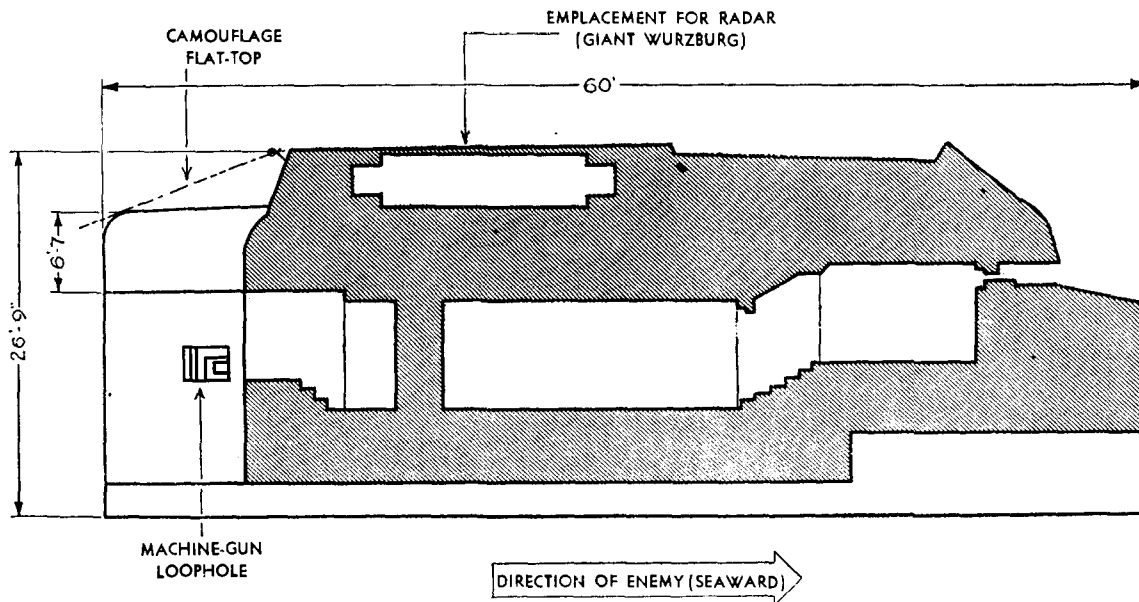 EMPLACEMENT FOR RADAR
(GIANT WURZBURG)
CAMOUFLAGE
FLAT-TOP
60'
6'-7
26'-9"
MACHINE-GUN
LOOPHOLE
DIRECTION OF ENEMY (SEAWARD)